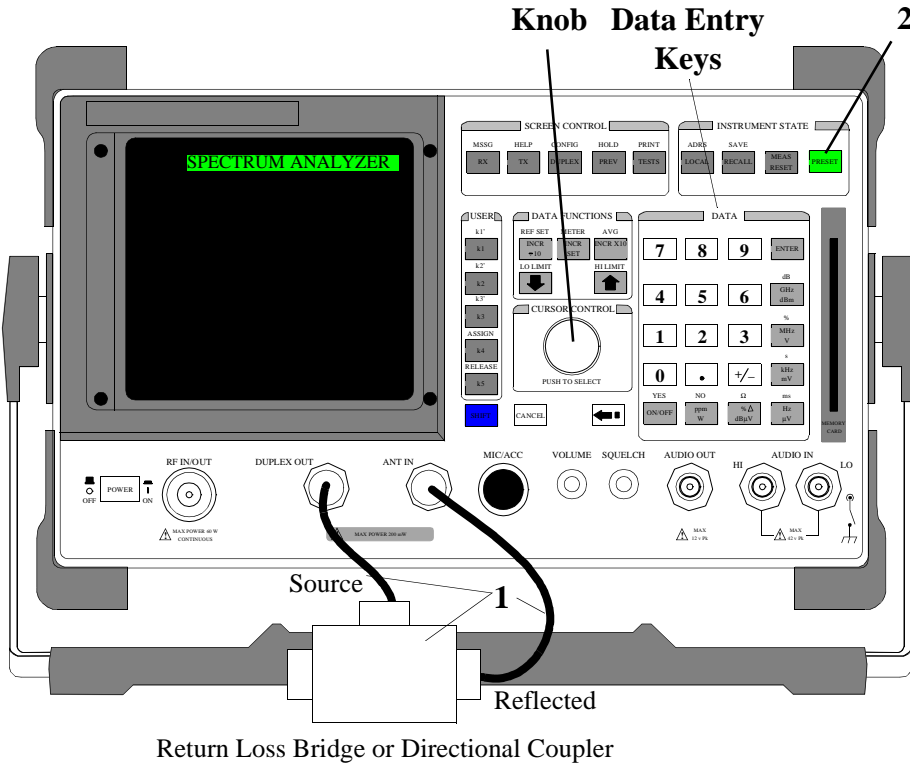 Knob Data Entry Keys 2
SPECTRUM ANALYZER
SCREEN CONTROL
MSSG HELP CONFIG HOLD PRINT
RX TX DUPLEX PREV TESTS
INSTRUMENT STATE
ADRS SAVE
LOCAL RECALL MEAS RESET PRESET
USER
k1'
k1
k2'
k2
k3'
k3
ASSIGN
k4
RELEASE
k5
DATA FUNCTIONS
REF SET METER AVG
INCR ÷10 INCR SET INCR X10
LO LIMIT HI LIMIT
CURSOR CONTROL
PUSH TO SELECT
CANCEL
DATA
7 8 9 ENTER
dB
4 5 6 GHz dBm
%
1 2 3 MHz V
s
0 . +/– kHz mV
YES NO Ω ms
ON/OFF ppm W % Δ dBµV Hz µV
MEMORY CARD
POWER
OFF ON
RF IN/OUT
MAX POWER 60 W
CONTINUOUS
DUPLEX OUT
ANT IN
MAX POWER 200 mW
MIC/ACC
VOLUME
SQUELCH
AUDIO OUT
MAX
12 v Pk
AUDIO IN
HI LO
MAX
42 v Pk
Source
1
Reflected
Return Loss Bridge or Directional Coupler